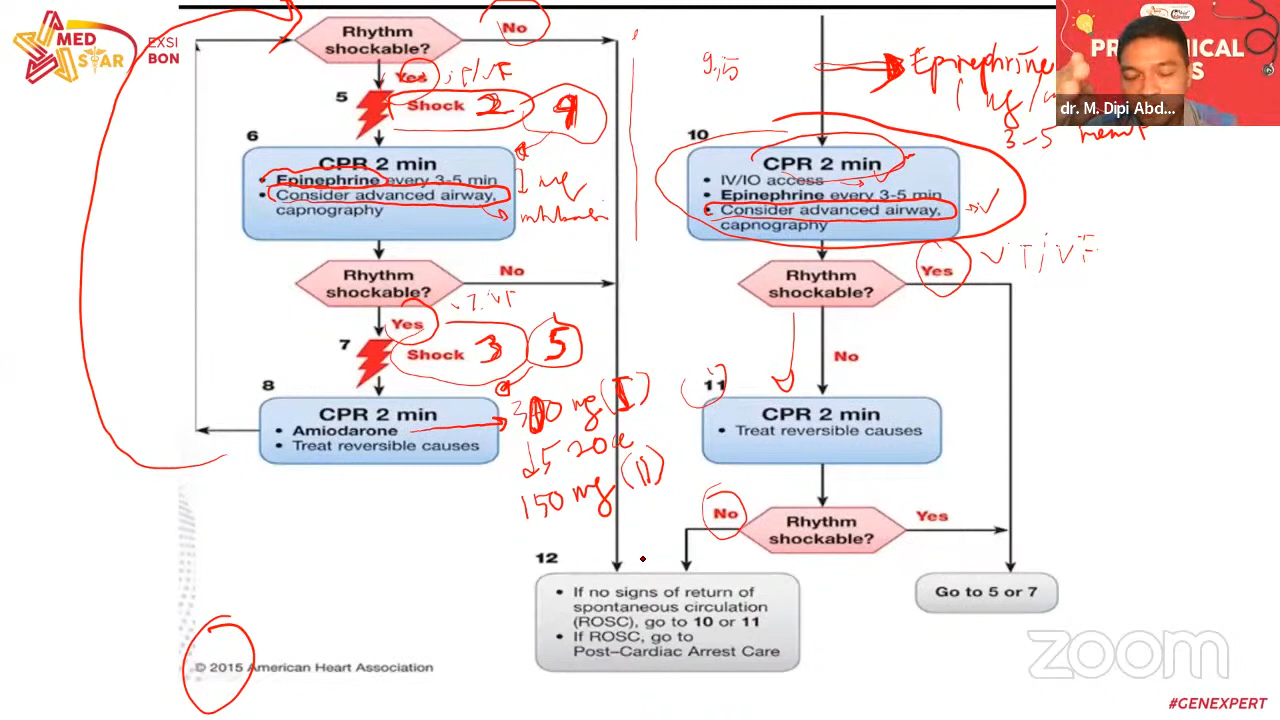 MED
STAR
EXSI
BON
Rhythm
shockable?
No
Yes
5
Shock 2
4
6
CPR 2 min
• Epinephrine every 3-5 min
• Consider advanced airway,
capnography
1 mg
Rhythm
shockable?
No
Yes
7
Shock 3
5
8
CPR 2 min
• Amiodarone
• Treat reversible causes
300 mg (I)
150 mg (II)
Epinephrine
3-5 menit
10
CPR 2 min
• IV/IO access
• Epinephrine every 3-5 min
• Consider advanced airway,
capnography
Rhythm
shockable?
Yes
VT/VF
No
11
CPR 2 min
• Treat reversible causes
Rhythm
shockable?
No
Yes
12
• If no signs of return of
spontaneous circulation
(ROSC), go to 10 or 11
• If ROSC, go to
Post–Cardiac Arrest Care
Go to 5 or 7
© 2015 American Heart Association
dr. M. Dipi Abd...
zoom
#GENEXPERT